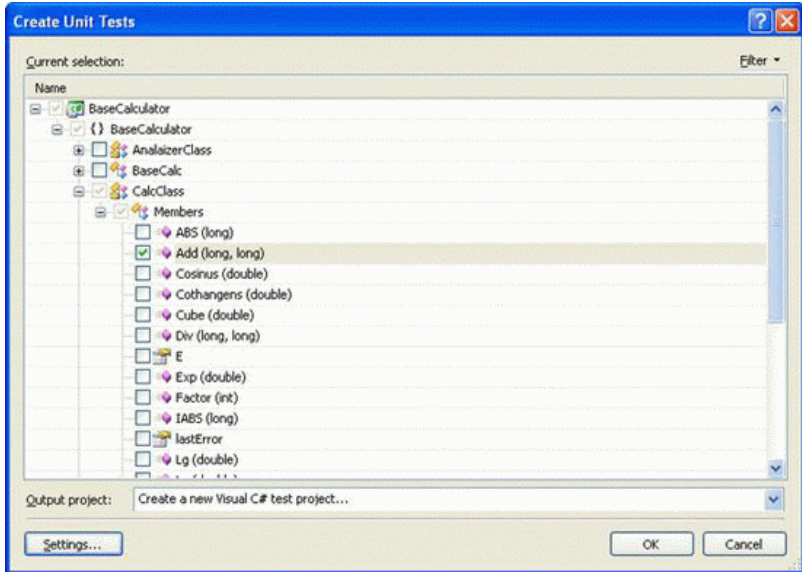 Create Unit Tests
Current selection:
Filter
Name
BaseCalculator
{} BaseCalculator
AnalaizerClass
BaseCalc
CalcClass
Members
ABS (long)
Add (long, long)
Cosinus (double)
Cothangens (double)
Cube (double)
Div (long, long)
E
Exp (double)
Factor (int)
IABS (long)
lastError
Lg (double)
Output project: Create a new Visual C# test project...
Settings... OK Cancel